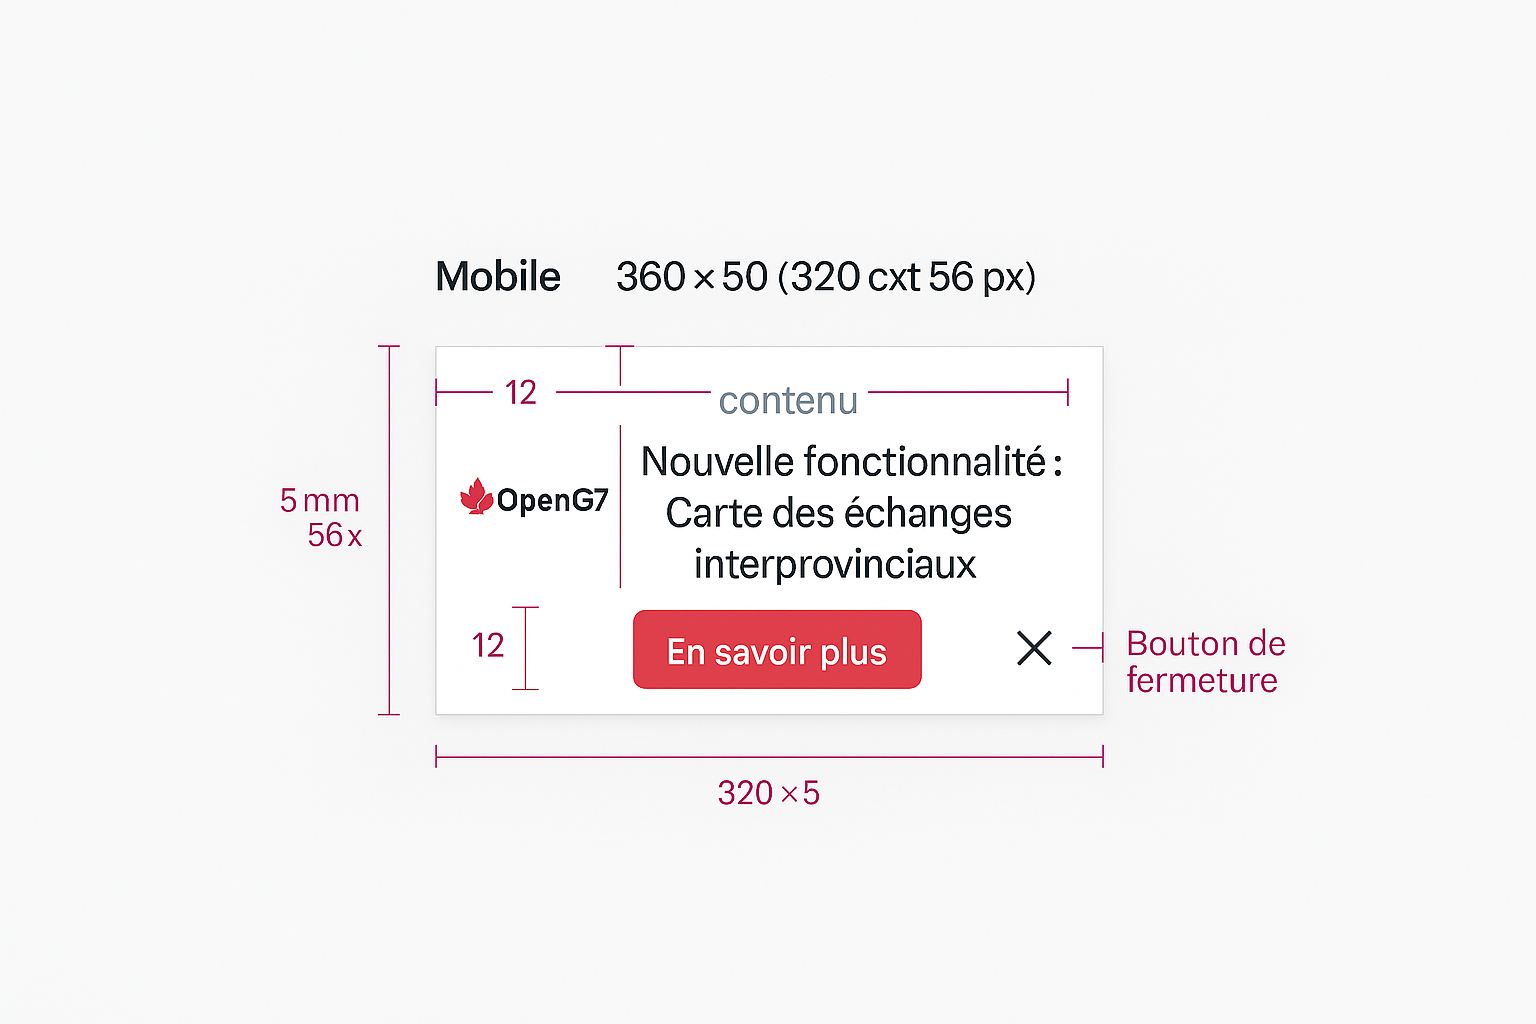 Mobile 360 × 50 (320 cxt 56 px)
12
contenu
Nouvelle fonctionnalité :
Carte des échanges
interprovinciaux
OpenG7
5 mm
56 x
12
En savoir plus
Bouton de
fermeture
320 × 5